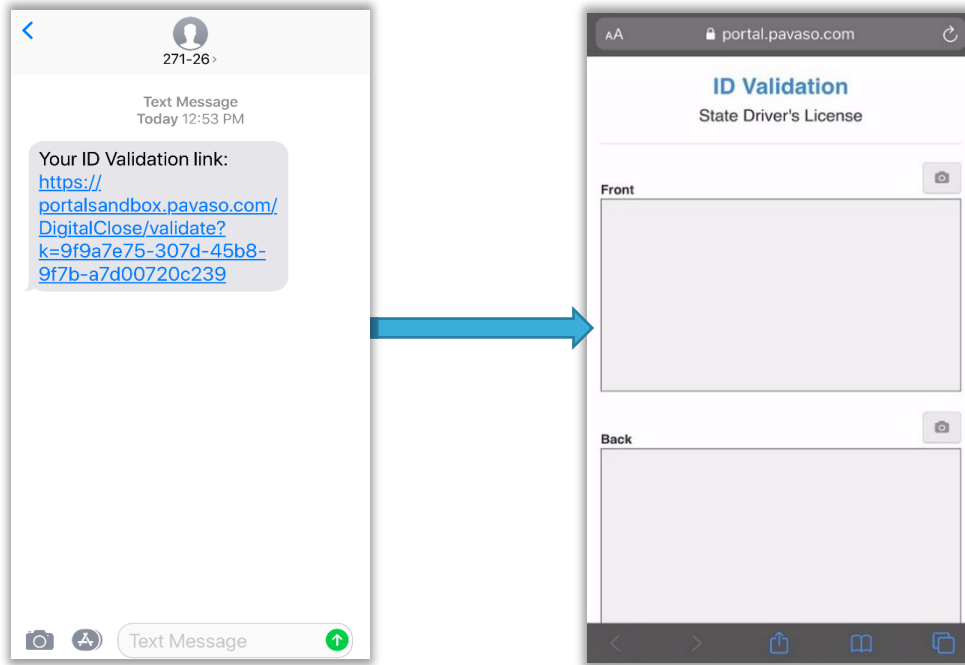 271-26
Text Message
Today 12:53 PM
Your ID Validation link:
https://
portalsandbox.pavaso.com/
DigitalClose/validate?
k=9f9a7e75-307d-45b8-
9f7b-a7d00720c239
Text Message
AA portal.pavaso.com
ID Validation
State Driver's License
Front
Back